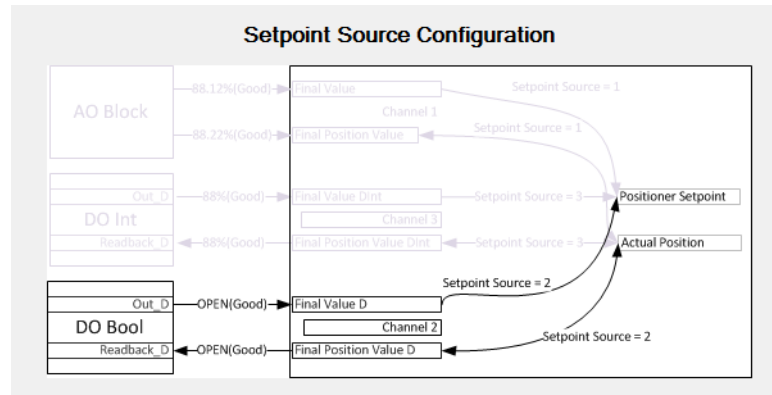 Setpoint Source Configuration
AO Block
88.12%(Good)
Final Value
Setpoint Source = 1
Channel 1
88.22%(Good)
Final Position Value
Setpoint Source = 1
Out_D
88%(Good)
Final Value DInt
Setpoint Source = 3
Positioner Setpoint
DO Int
Channel 3
Readback_D
88%(Good)
Final Position Value DInt
Setpoint Source = 3
Actual Position
Setpoint Source = 2
Out_D
OPEN(Good)
Final Value D
DO Bool
Channel 2
Setpoint Source = 2
Readback_D
OPEN(Good)
Final Position Value D